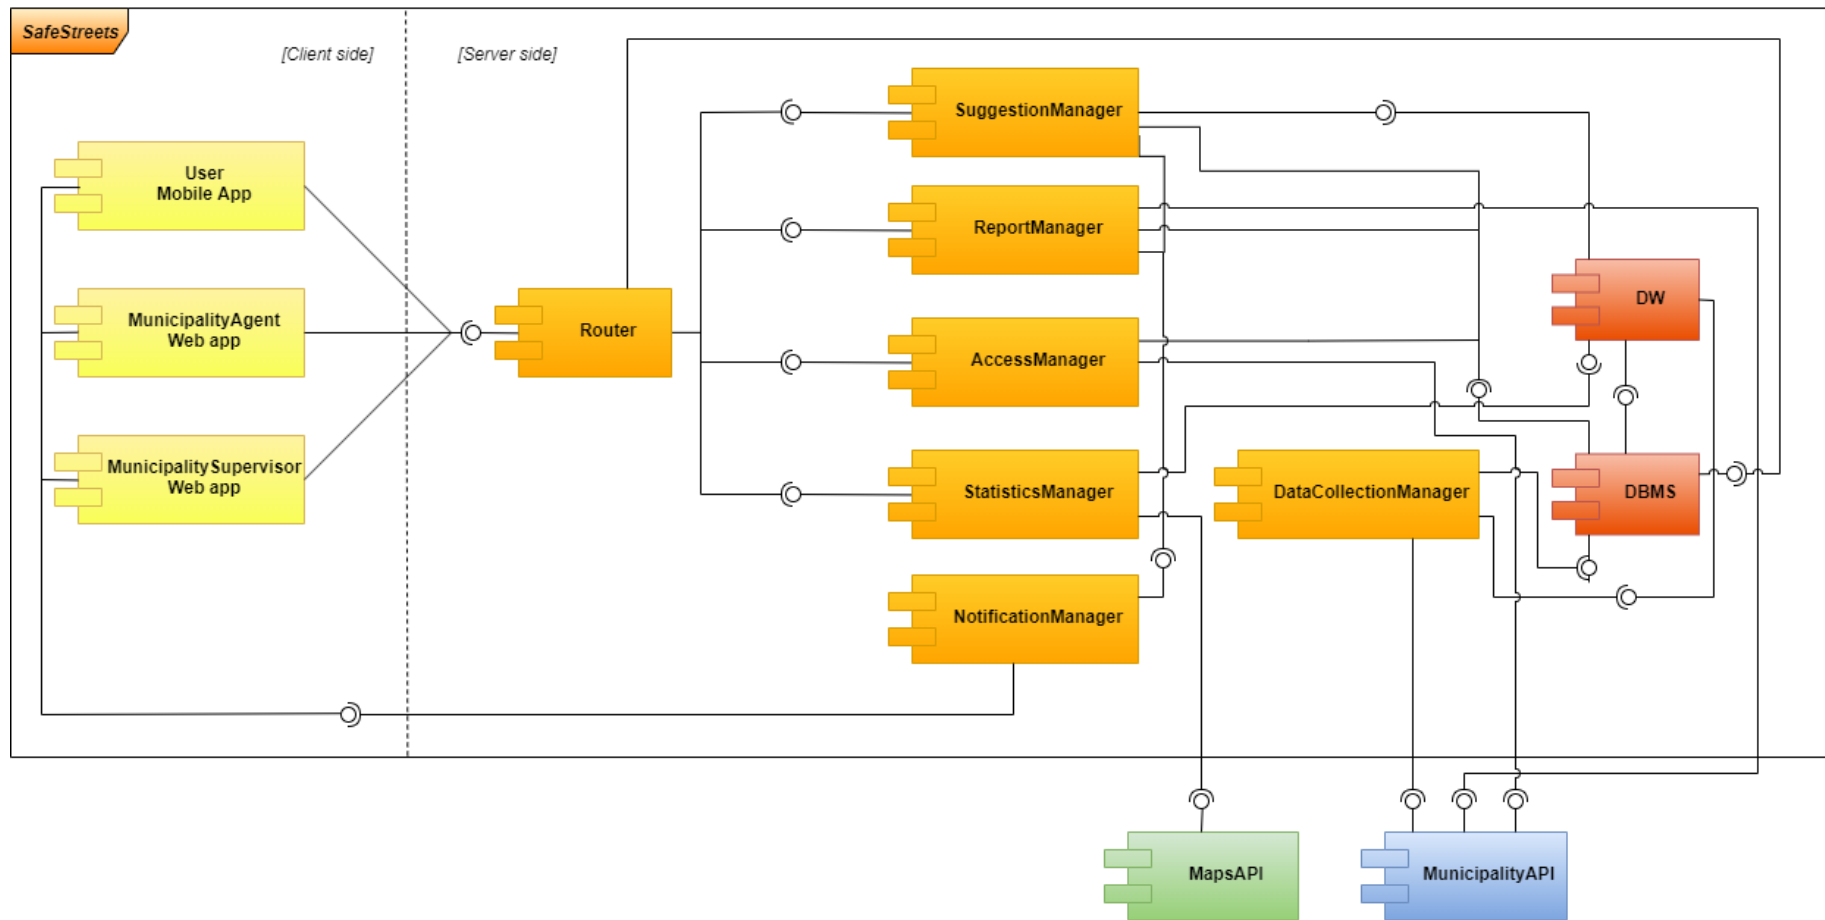 SafeStreets
[Client side]
[Server side]
SuggestionManager
User
Mobile App
ReportManager
MunicipalityAgent
Web app
Router
DW
AccessManager
MunicipalitySupervisor
Web app
StatisticsManager
DataCollectionManager
DBMS
NotificationManager
MapsAPI
MunicipalityAPI